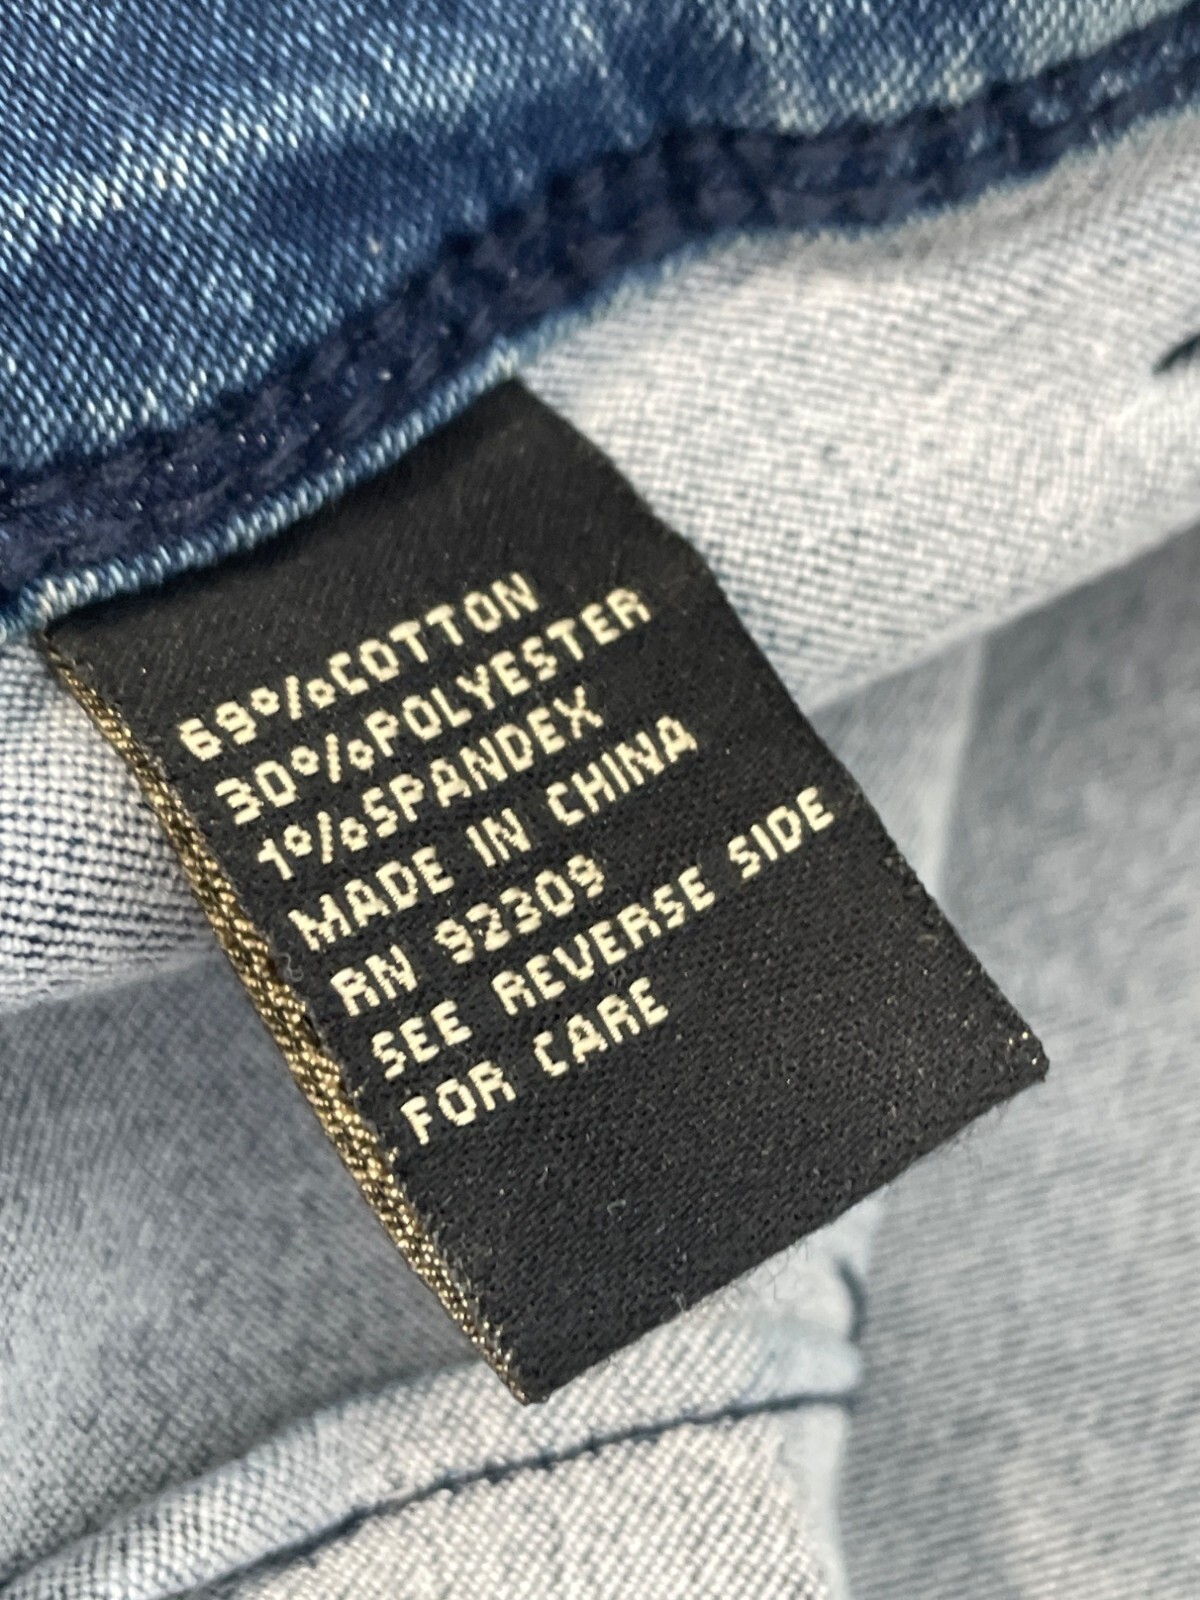 69%COTTON
30%POLYESTER
1%SPANDEX
MADE IN CHINA
RN 92309
SEE REVERSE SIDE
FOR CARE